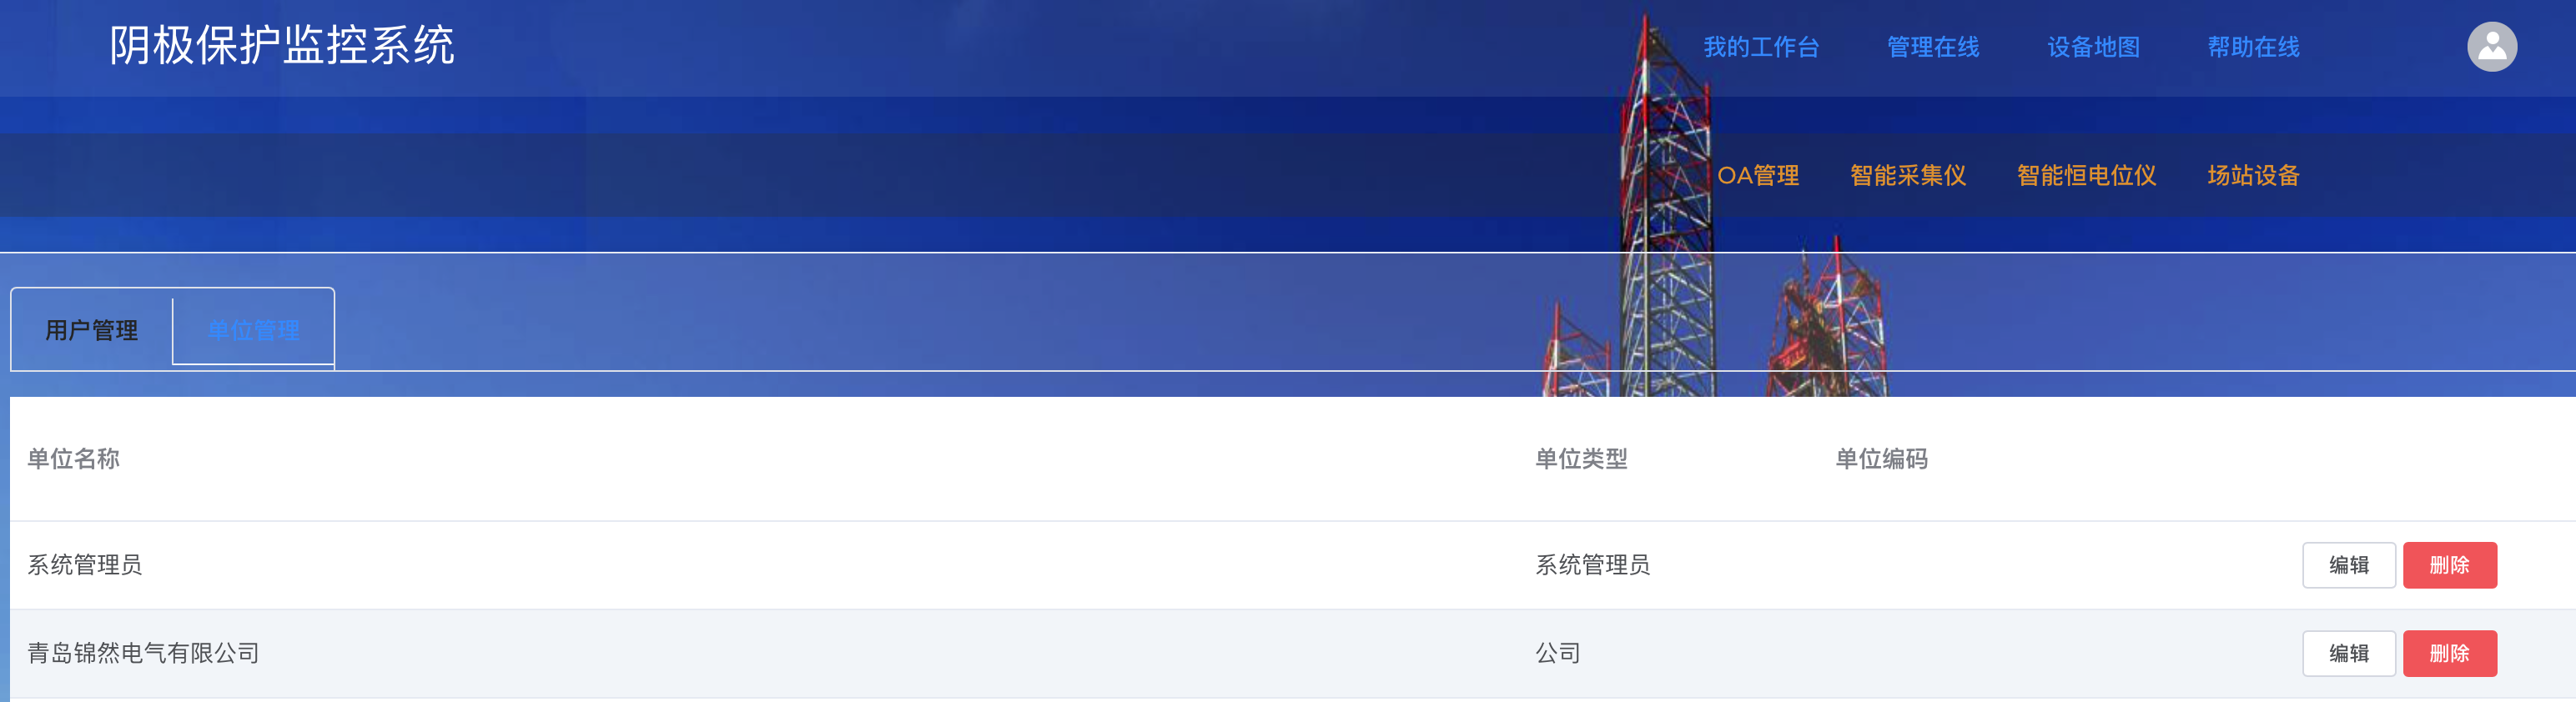 阴极保护监控系统 我的工作台 管理在线 设备地图 帮助在线
OA管理 智能采集仪 智能恒电位仪 场站设备
用户管理 单位管理
单位名称 单位类型 单位编码
系统管理员 系统管理员 编辑 删除
青岛锦然电气有限公司 公司 编辑 删除